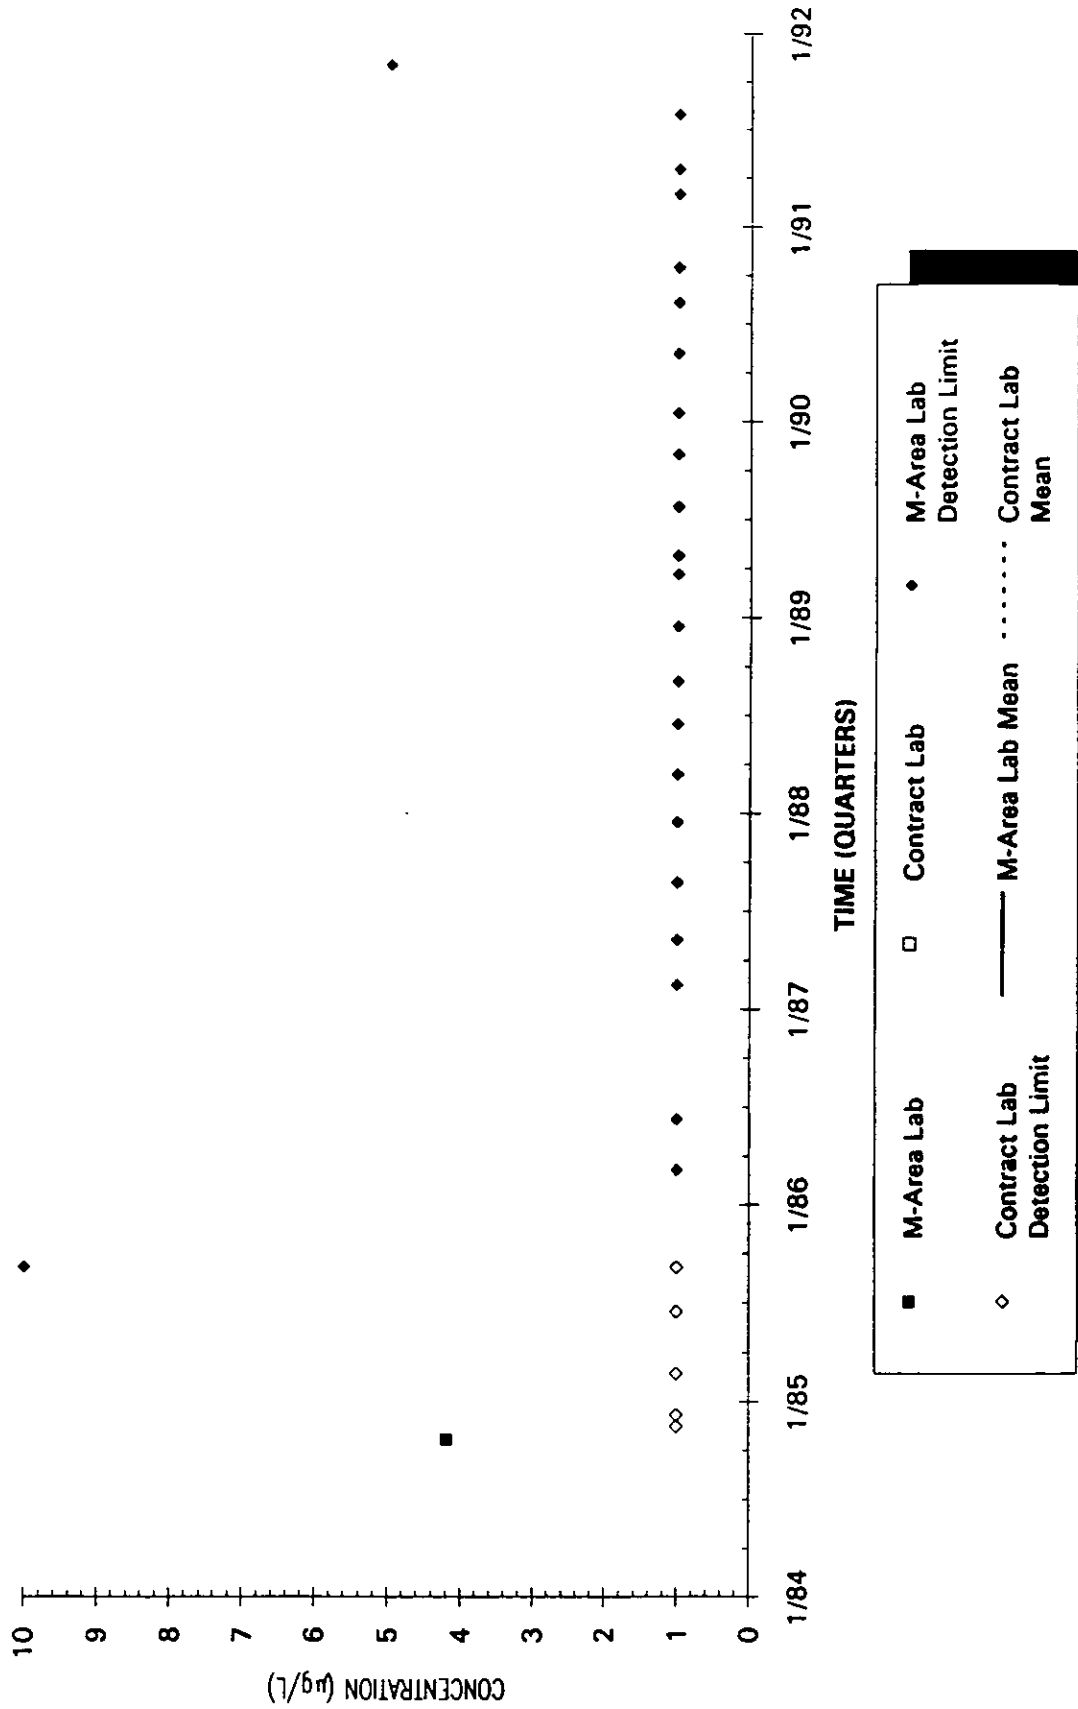 CONCENTRATION (µg/L)
10
9
8
7
6
5
4
3
2
1
0
1/84
1/85
1/86
1/87
1/88
1/89
1/90
1/91
1/92
TIME (QUARTERS)
M-Area Lab
Contract Lab
M-Area Lab
Detection Limit
Contract Lab
Detection Limit
M-Area Lab Mean
Contract Lab
Mean